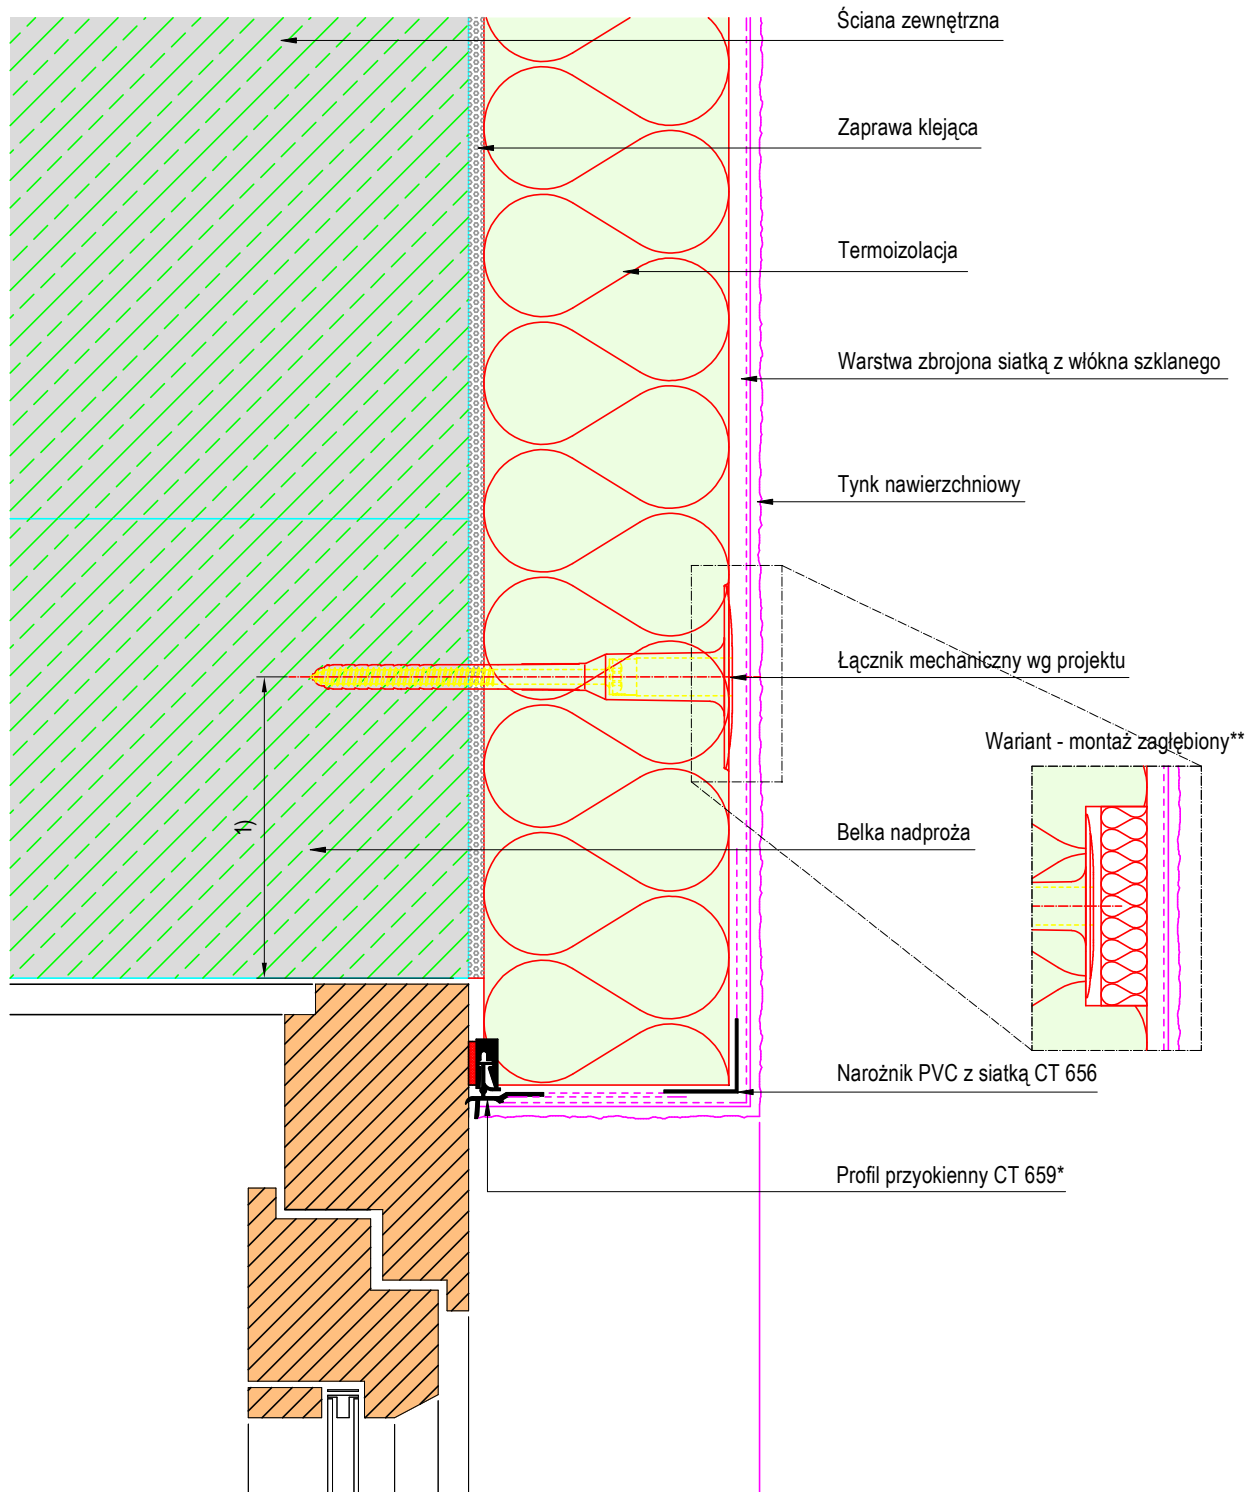 Ściana zewnętrzna
Zaprawa klejąca
Termoizolacja
Warstwa zbrojona siatką z włókna szklanego
Tynk nawierzchniowy
Łącznik mechaniczny wg projektu
Wariant - montaż zagłębiony**
1)
Belka nadproża
Narożnik PVC z siatką CT 656
Profil przyokienny CT 659*